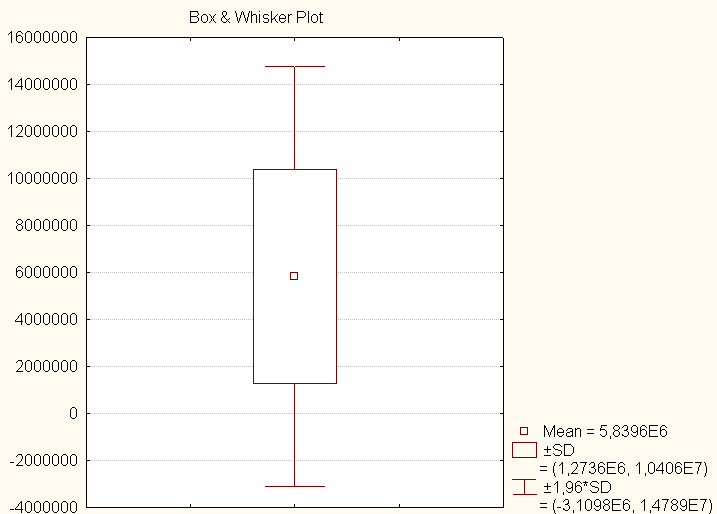 Box & Whisker Plot
16000000
14000000
12000000
10000000
8000000
6000000
4000000
2000000
0
-2000000
-4000000
Mean = 5,8396E6
±SD
= (1,2736E6, 1,0406E7)
±1,96*SD
= (-3,1098E6, 1,4789E7)